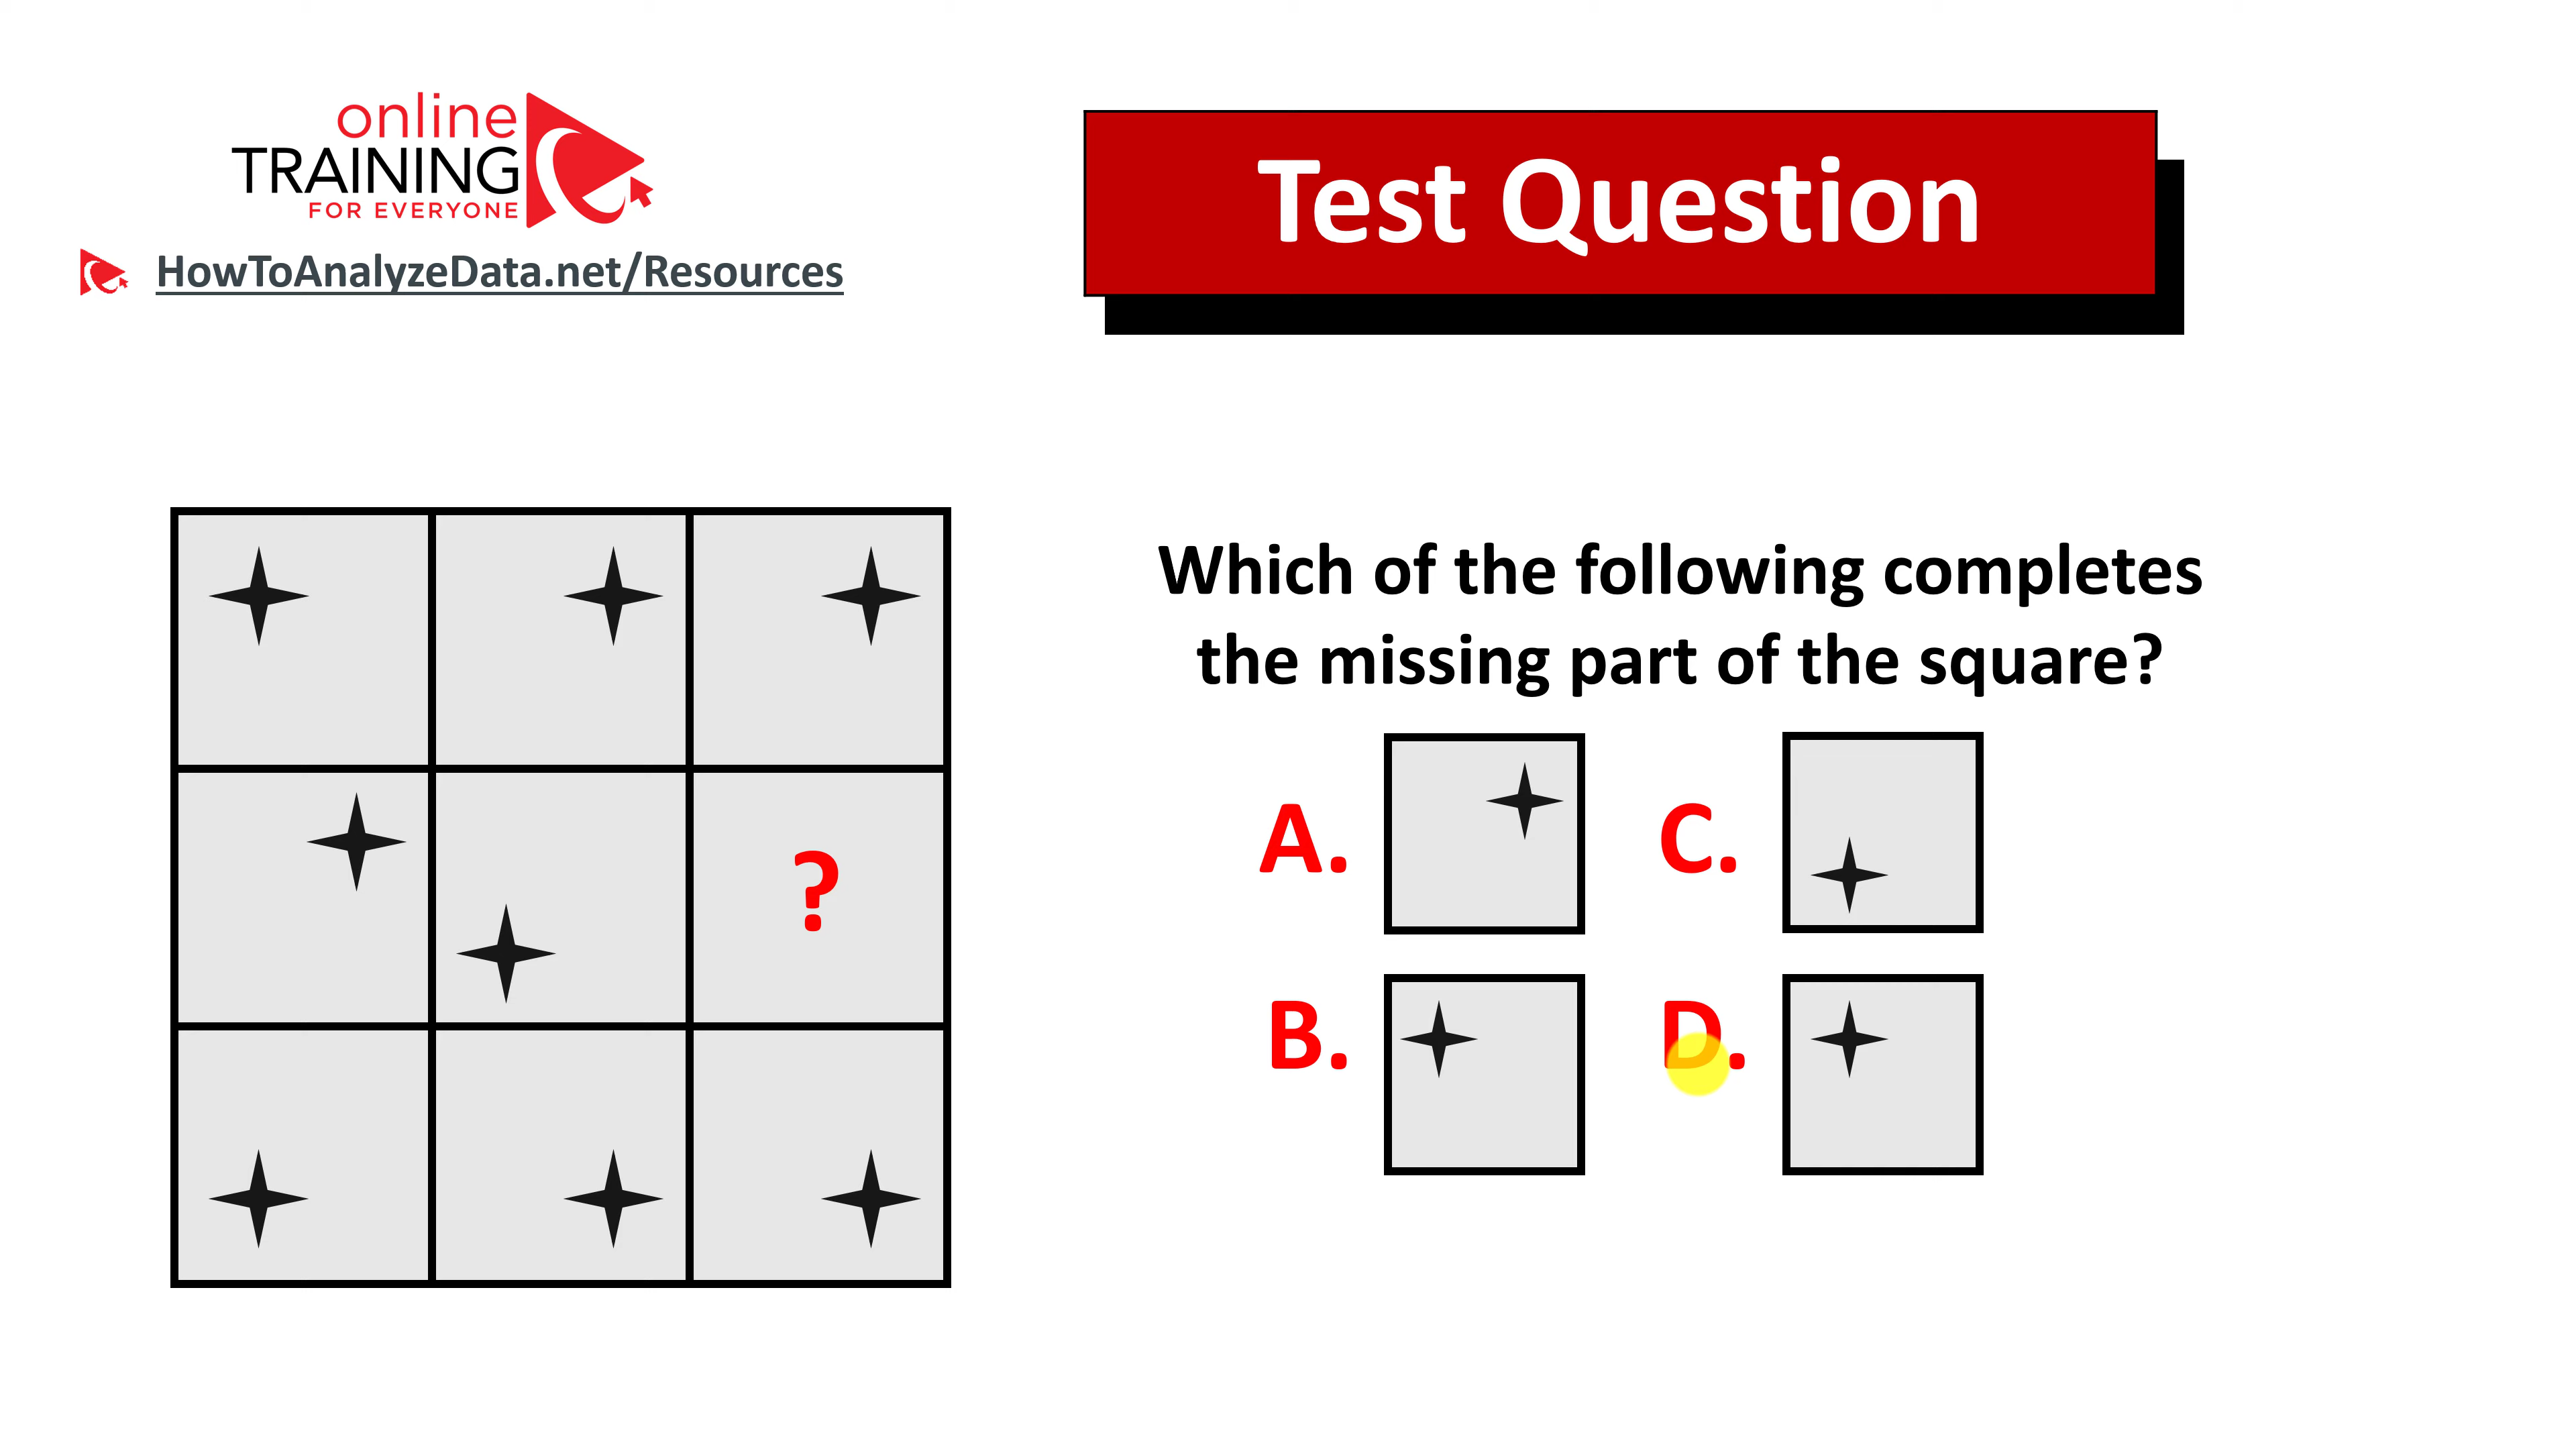 online
TRAINING
FOR EVERYONE
HowToAnalyzeData.net/Resources
Test Question
Which of the following completes
the missing part of the square?
?
A.
C.
B.
D.